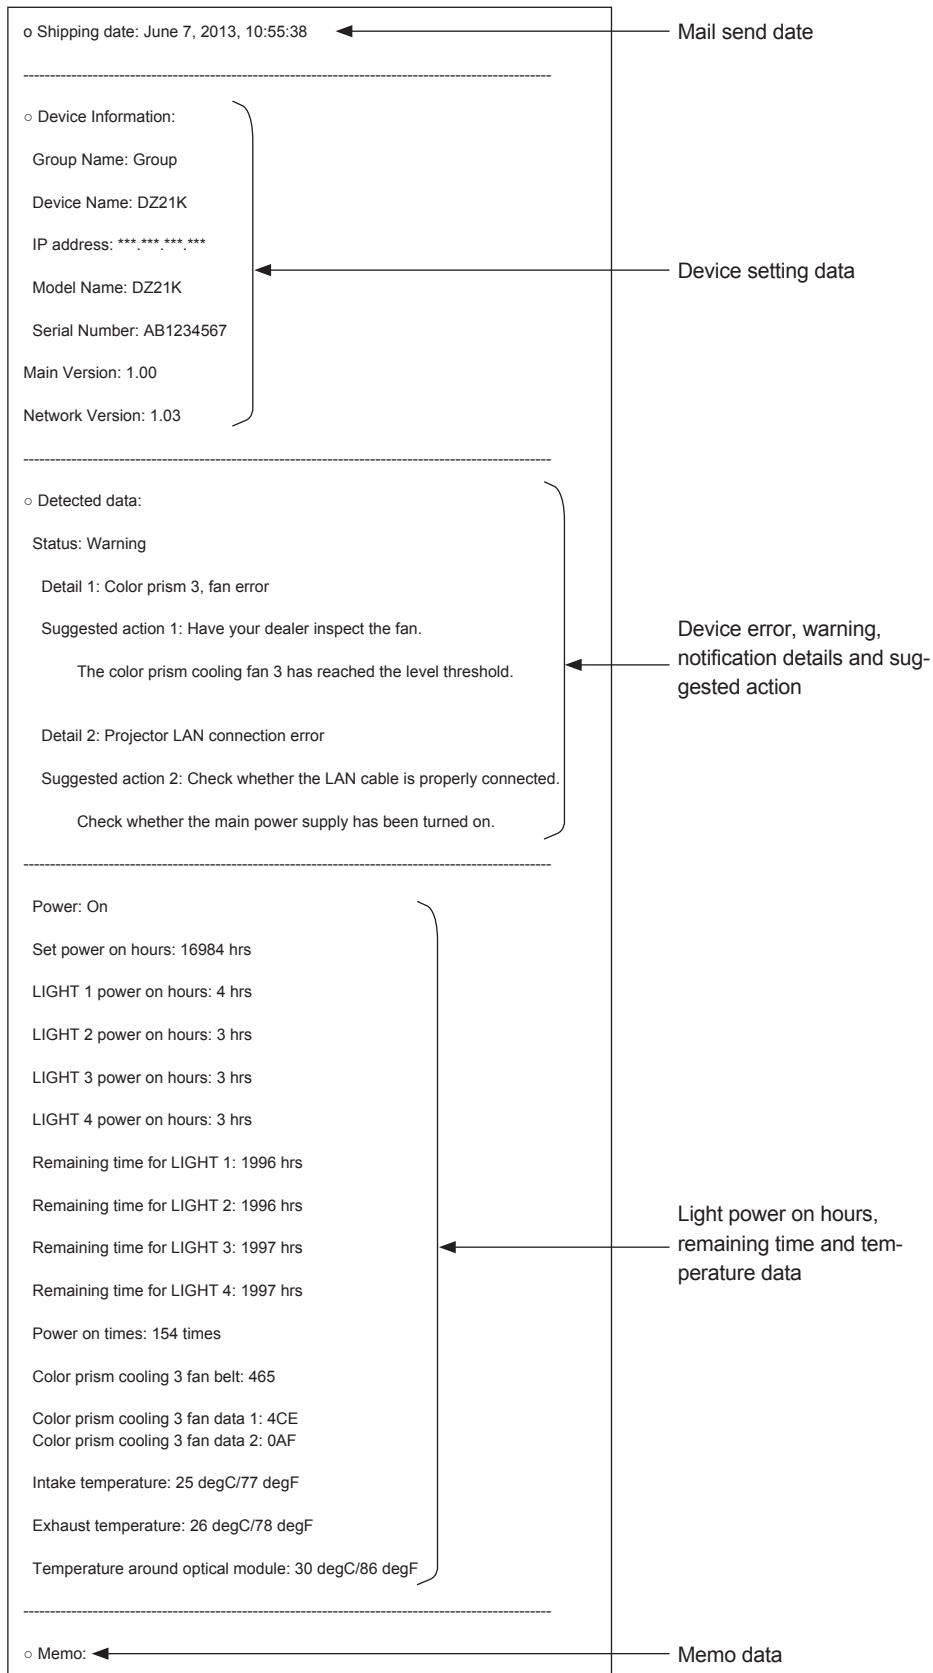 o Shipping date: June 7, 2013, 10:55:38
Mail send date
--------------------------------------------------------------------------------------------------
○ Device Information:
Group Name: Group
Device Name: DZ21K
IP address: ***.***.***.***
Device setting data
Model Name: DZ21K
Serial Number: AB1234567
Main Version: 1.00
Network Version: 1.03
--------------------------------------------------------------------------------------------------
○ Detected data:
Status: Warning
Detail 1: Color prism 3, fan error
Suggested action 1: Have your dealer inspect the fan.
The color prism cooling fan 3 has reached the level threshold.
Detail 2: Projector LAN connection error
Suggested action 2: Check whether the LAN cable is properly connected.
Check whether the main power supply has been turned on.
Device error, warning,
notification details and sug-
gested action
--------------------------------------------------------------------------------------------------
Power: On
Set power on hours: 16984 hrs
LIGHT 1 power on hours: 4 hrs
LIGHT 2 power on hours: 3 hrs
LIGHT 3 power on hours: 3 hrs
LIGHT 4 power on hours: 3 hrs
Remaining time for LIGHT 1: 1996 hrs
Remaining time for LIGHT 2: 1996 hrs
Remaining time for LIGHT 3: 1997 hrs
Remaining time for LIGHT 4: 1997 hrs
Power on times: 154 times
Color prism cooling 3 fan belt: 465
Color prism cooling 3 fan data 1: 4CE
Color prism cooling 3 fan data 2: 0AF
Intake temperature: 25 degC/77 degF
Exhaust temperature: 26 degC/78 degF
Temperature around optical module: 30 degC/86 degF
Light power on hours,
remaining time and tem-
perature data
--------------------------------------------------------------------------------------------------
○ Memo:
Memo data